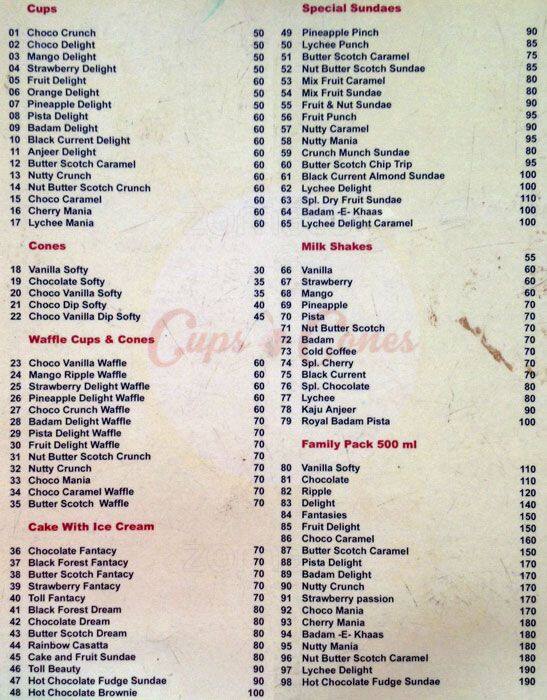 Cups
01 Choco Crunch 50
02 Choco Delight 50
03 Mango Delight 50
04 Strawberry Delight 50
05 Fruit Delight 60
06 Orange Delight 50
07 Pineapple Delight 50
08 Pista Delight 60
09 Badam Delight 60
10 Black Current Delight 60
11 Anjeer Delight 60
12 Butter Scotch Caramel 60
13 Nutty Crunch 60
14 Nut Butter Scotch Crunch 60
15 Choco Caramel 60
16 Cherry Mania 60
17 Lychee Mania 60
Cones
18 Vanilla Softy 30
19 Chocolate Softy 35
20 Choco Vanilla Softy 35
21 Choco Dip Softy 40
22 Choco Vanilla Dip Softy 45
Waffle Cups & Cones
23 Choco Vanilla Waffle 60
24 Mango Ripple Waffle 60
25 Strawberry Delight Waffle 60
26 Pineapple Delight Waffle 60
27 Choco Crunch Waffle 60
28 Badam Delight Waffle 70
29 Pista Delight Waffle 70
30 Fruit Delight Waffle 70
31 Nut Butter Scotch Crunch 70
32 Nutty Crunch 70
33 Choco Mania 70
34 Choco Caramel Waffle 70
35 Butter Scotch Waffle 70
Cake With Ice Cream
36 Chocolate Fantacy 70
37 Black Forest Fantacy 70
38 Butter Scotch Fantacy 70
39 Strawberry Fantacy 70
40 Toll Fantacy 70
41 Black Forest Dream 80
42 Chocolate Dream 80
43 Butter Scotch Dream 80
44 Rainbow Casatta 80
45 Cake and Fruit Sundae 80
46 Toll Beauty 90
47 Hot Chocolate Fudge Sundae 90
48 Hot Chocolate Brownie 100
Special Sundaes
49 Pineapple Pinch 90
50 Lychee Punch 85
51 Butter Scotch Caramel 75
52 Nut Butter Scotch Sundae 80
53 Mix Fruit Caramel 80
54 Mix Fruit Sundae 80
55 Fruit & Nut Sundae 90
56 Fruit Punch 95
57 Nutty Caramel 90
58 Nutty Mania 95
59 Crunch Munch Sundae 80
60 Butter Scotch Chip Trip 95
61 Black Current Almond Sundae 100
62 Lychee Delight 100
63 Spl. Dry Fruit Sundae 110
64 Badam -E- Khaas 100
65 Lychee Delight Caramel 100
Milk Shakes
55
66 Vanilla 60
67 Strawberry 60
68 Mango 60
69 Pineapple 70
70 Pista 70
71 Nut Butter Scotch 70
72 Badam 70
73 Cold Coffee 70
74 Spl. Cherry 70
75 Black Current 70
76 Spl. Chocolate 80
77 Lychee 80
78 Kaju Anjeer 90
79 Royal Badam Pista 100
Family Pack 500 ml
80 Vanilla Softy 110
81 Chocolate 110
82 Ripple 120
83 Delight 140
84 Fantasies 150
85 Fruit Delight 150
86 Choco Caramel 160
87 Butter Scotch Caramel 150
88 Pista Delight 170
89 Badam Delight 170
90 Nutty Crunch 170
91 Strawberry passion 150
92 Choco Mania 170
93 Cherry Mania 180
94 Badam -E- Khaas 180
95 Nutty Mania 170
96 Nut Butter Scotch Caramel 180
97 Lychee Delight 190
98 Hot Chocolate Fudge Sundae 190
Cups Cones